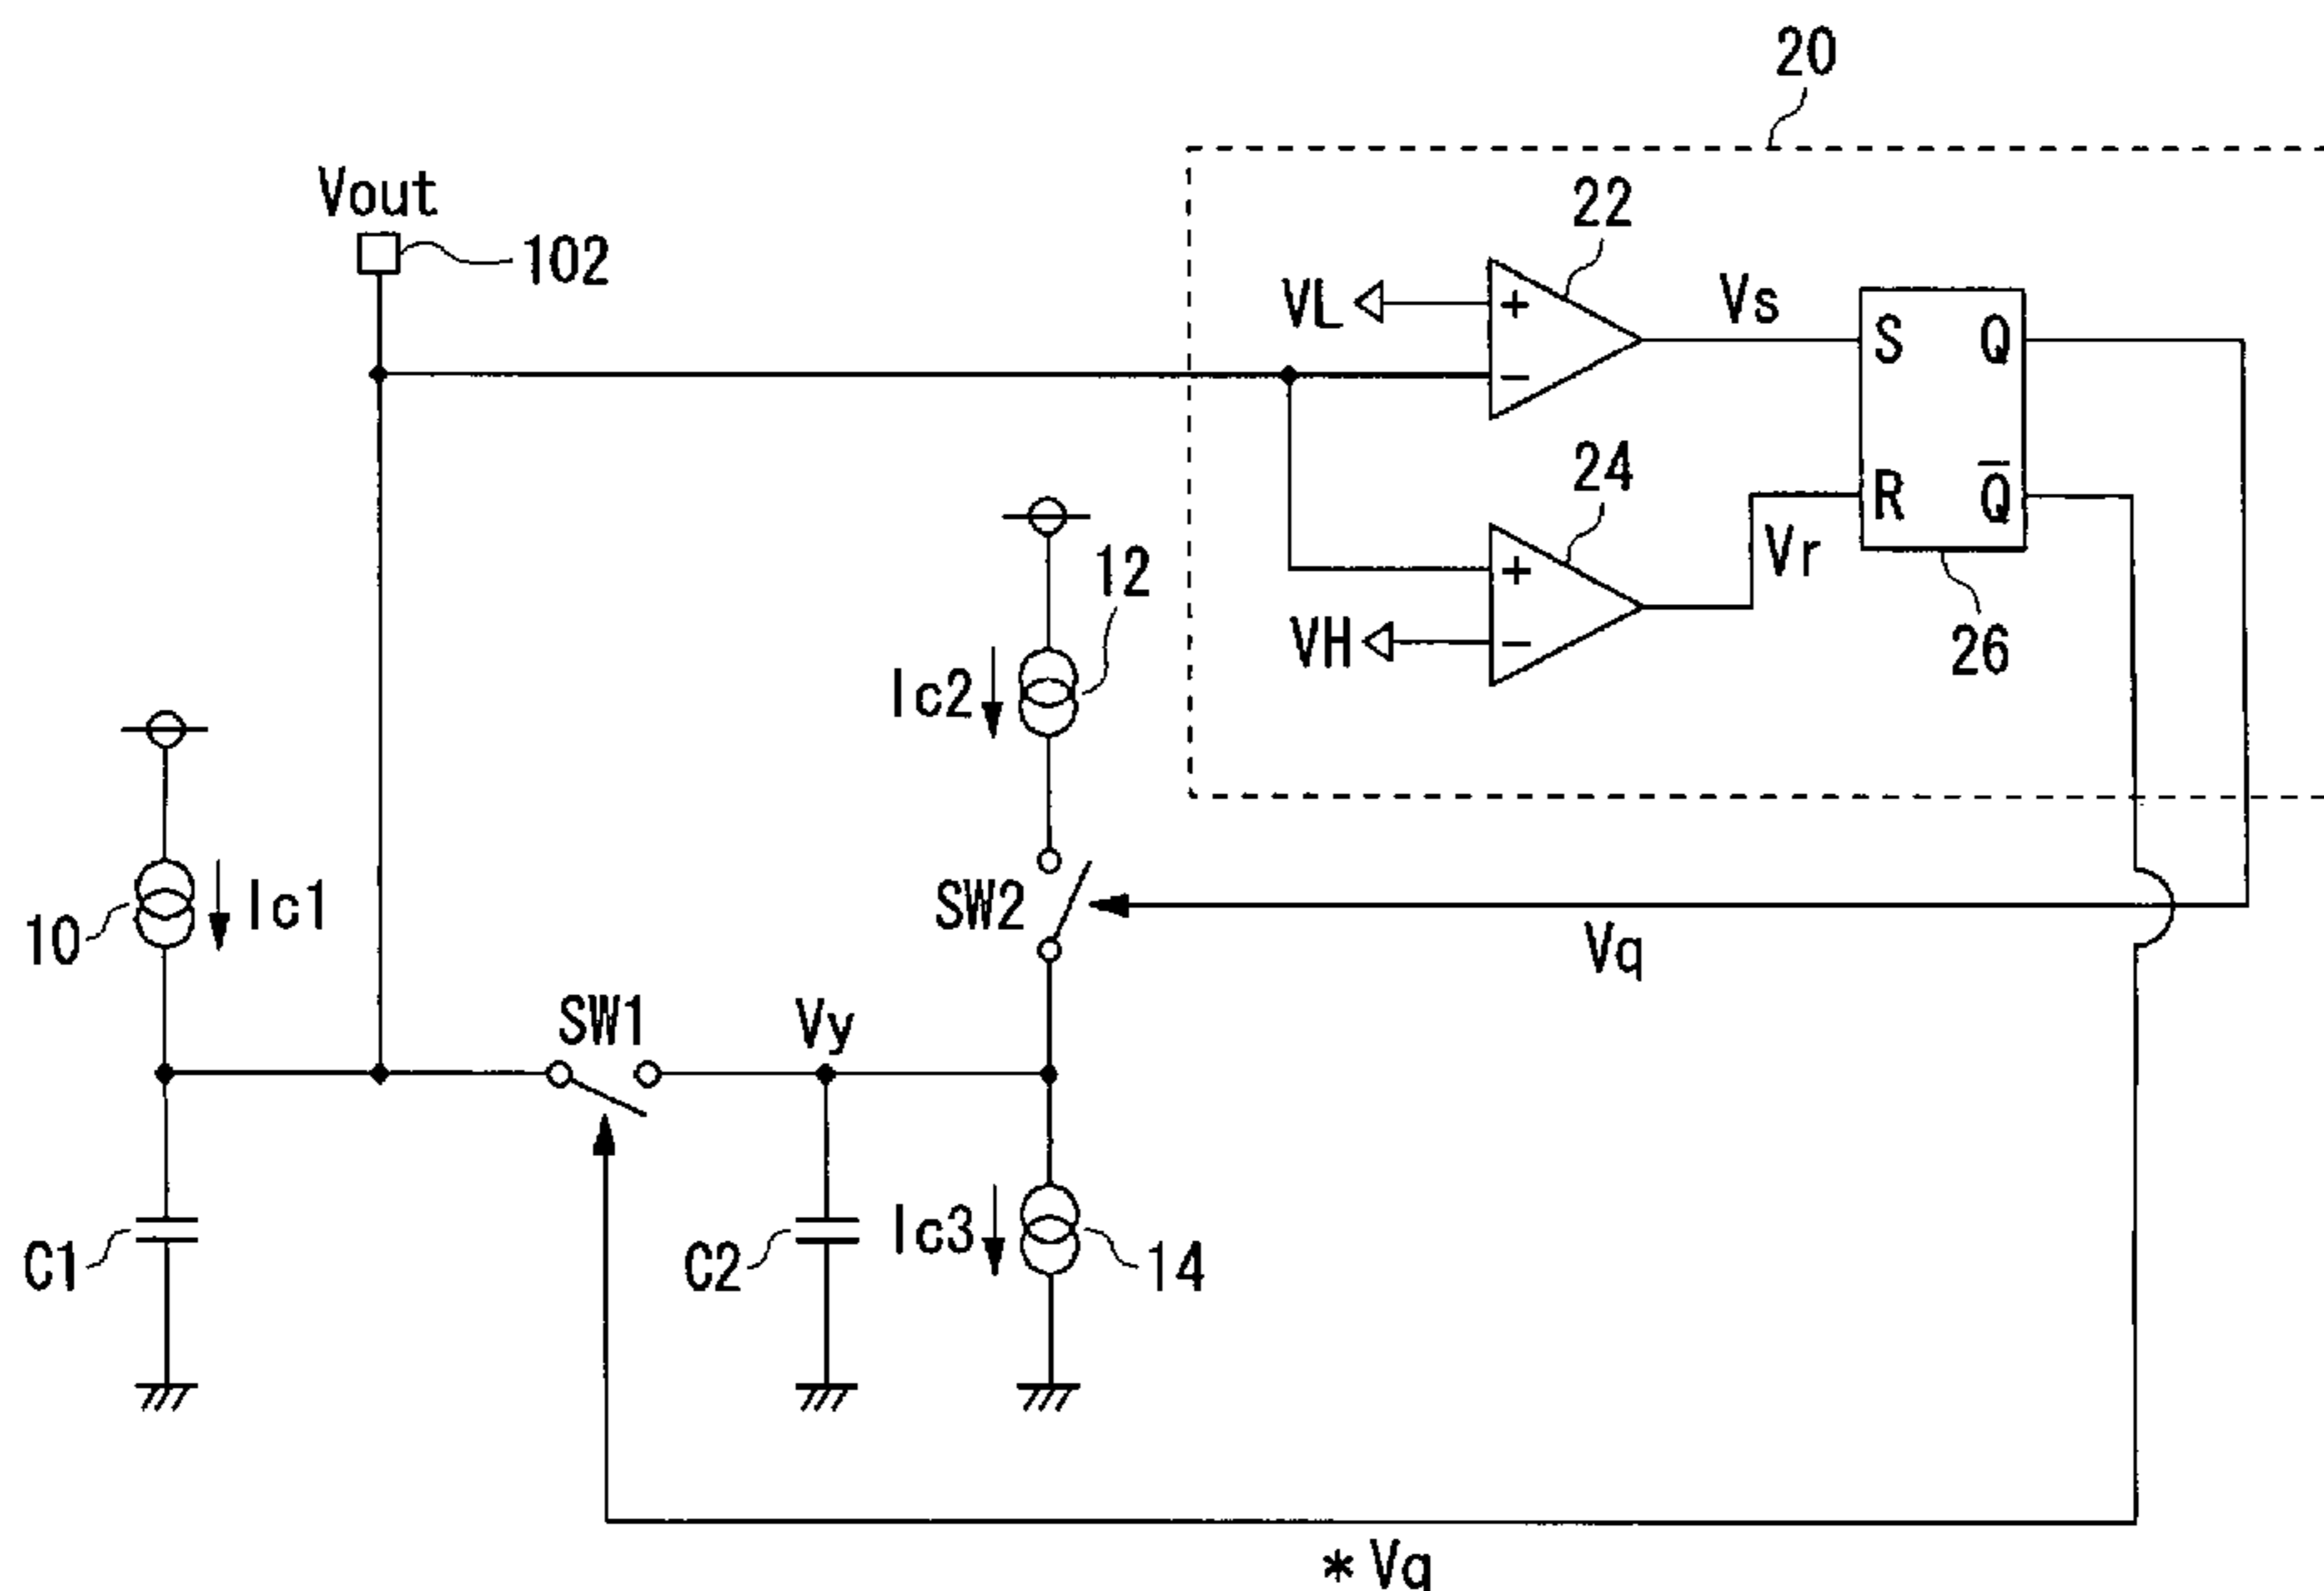 20
Vout
102
22
VL
+
−
Vs
S
Q
24
R
Q̅
VH
+
−
Vr
26
12
Ic2
10
Ic1
SW2
Vq
SW1
Vy
C1
C2
Ic3
14
*Vq